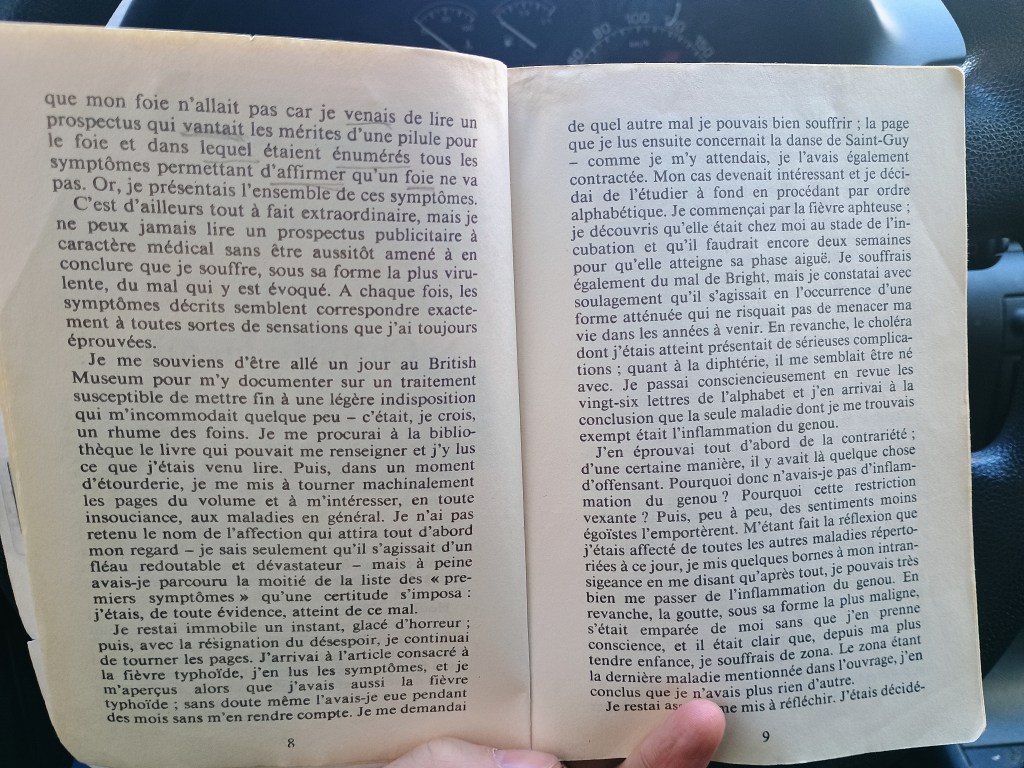 que mon foie n'allait pas car je venais de lire un
prospectus qui vantait les mérites d'une pilule pour
le foie et dans lequel étaient énumérés tous les
symptômes permettant d'affirmer qu'un foie ne va
pas. Or, je présentais l'ensemble de ces symptômes.
C'est d'ailleurs tout à fait extraordinaire, mais je
ne peux jamais lire un prospectus publicitaire à
caractère médical sans être aussitôt amené à en
conclure que je souffre, sous sa forme la plus viru-
lente, du mal qui y est évoqué. A chaque fois, les
symptômes décrits semblent correspondre exacte-
ment à toutes sortes de sensations que j'ai toujours
éprouvées.
Je me souviens d'être allé un jour au British
Museum pour m'y documenter sur un traitement
susceptible de mettre fin à une légère indisposition
qui m'incommodait quelque peu – c'était, je crois,
un rhume des foins. Je me procurai à la biblio-
thèque le livre qui pouvait me renseigner et j'y lus
ce que j'étais venu lire. Puis, dans un moment
d'étourderie, je me mis à tourner machinalement
les pages du volume et à m'intéresser, en toute
insouciance, aux maladies en général. Je n'ai pas
retenu le nom de l'affection qui attira tout d'abord
mon regard – je sais seulement qu'il s'agissait d'un
fléau redoutable et dévastateur – mais à peine
avais-je parcouru la moitié de la liste des « pre-
miers symptômes » qu'une certitude s'imposa :
j'étais, de toute évidence, atteint de ce mal.
Je restai immobile un instant, glacé d'horreur ;
puis, avec la résignation du désespoir, je continuai
de tourner les pages. J'arrivai à l'article consacré à
la fièvre typhoïde, j'en lus les symptômes, et je
m'aperçus alors que j'avais aussi la fièvre
typhoïde ; sans doute même l'avais-je eue pendant
des mois sans m'en rendre compte. Je me demandai
8
de quel autre mal je pouvais bien souffrir ; la page
que je lus ensuite concernait la danse de Saint-Guy
– comme je m'y attendais, je l'avais également
contractée. Mon cas devenait intéressant et je déci-
dai de l'étudier à fond en procédant par ordre
alphabétique. Je commençai par la fièvre aphteuse ;
je découvris qu'elle était chez moi au stade de l'in-
cubation et qu'il faudrait encore deux semaines
pour qu'elle atteigne sa phase aiguë. Je souffrais
également du mal de Bright, mais je constatai avec
soulagement qu'il s'agissait en l'occurrence d'une
forme atténuée qui ne risquait pas de menacer ma
vie dans les années à venir. En revanche, le choléra
dont j'étais atteint présentait de sérieuses complica-
tions ; quant à la diphtérie, il me semblait être né
avec. Je passai consciencieusement en revue les
vingt-six lettres de l'alphabet et j'en arrivai à la
conclusion que la seule maladie dont je me trouvais
exempt était l'inflammation du genou.
J'en éprouvai tout d'abord de la contrariété ;
d'une certaine manière, il y avait là quelque chose
d'offensant. Pourquoi donc n'avais-je pas d'inflam-
mation du genou ? Pourquoi cette restriction
vexante ? Puis, peu à peu, des sentiments moins
égoïstes l'emportèrent. M'étant fait la réflexion que
j'étais affecté de toutes les autres maladies réperto-
riées à ce jour, je mis quelques bornes à mon intran-
sigeance en me disant qu'après tout, je pouvais très
bien me passer de l'inflammation du genou. En
revanche, la goutte, sous sa forme la plus maligne,
s'était emparée de moi sans que j'en prenne
conscience, et il était clair que, depuis ma plus
tendre enfance, je souffrais de zona. Le zona étant
la dernière maladie mentionnée dans l'ouvrage, j'en
conclus que je n'avais plus rien d'autre.
Je restai me mis à réfléchir. J'étais décidé-
9